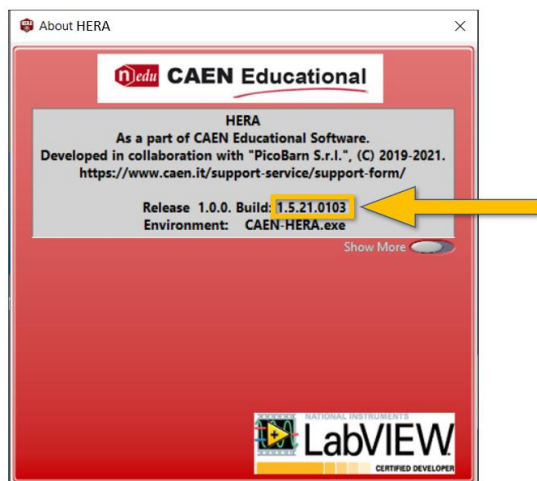 About HERA
n)edu CAEN Educational
HERA
As a part of CAEN Educational Software.
Developed in collaboration with "PicoBarn S.r.l.", (C) 2019-2021.
https://www.caen.it/support-service/support-form/
Release 1.0.0. Build: 1.5.21.0103
Environment: CAEN-HERA.exe
Show More
NATIONAL INSTRUMENTS
LabVIEW
CERTIFIED DEVELOPER